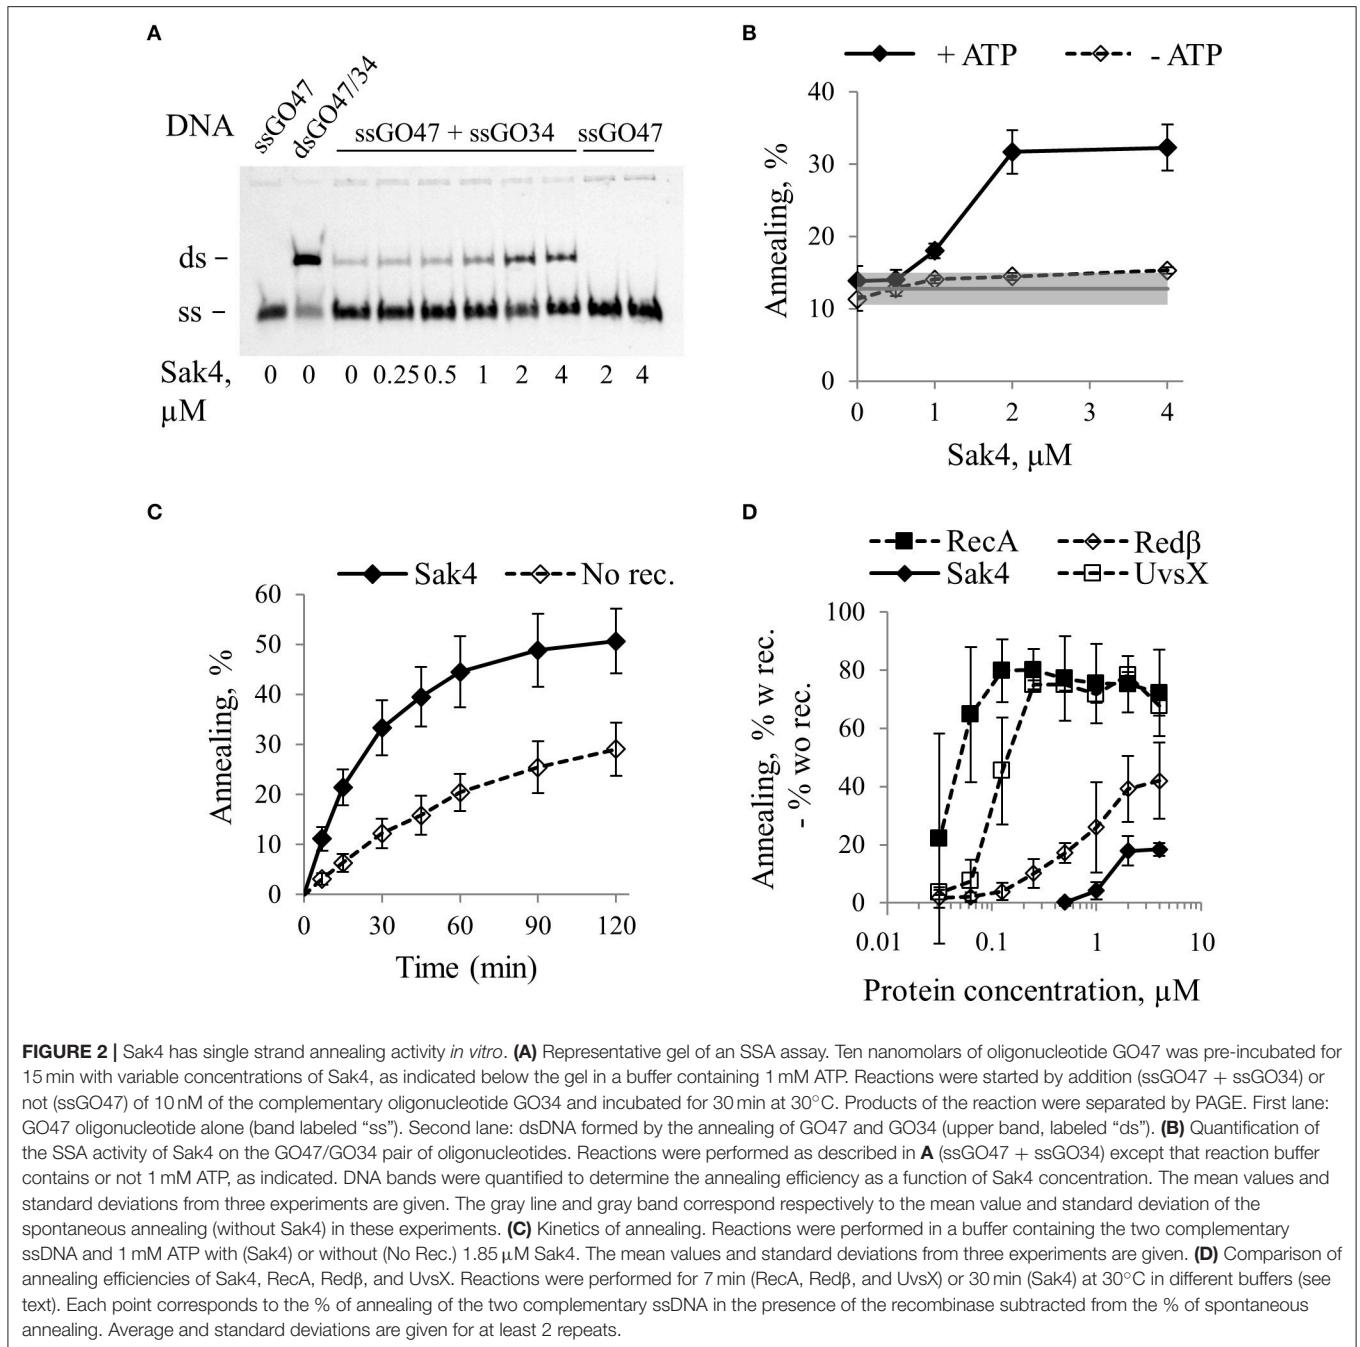 A
DNA
ssGO47
dsGO47/34
ssGO47 + ssGO34
ssGO47
ds -
ss -
Sak4, 0 0 0 0.25 0.5 1 2 4 2 4
µM
B
+ ATP - ATP
Annealing, %
40
30
20
10
0
0 1 2 3 4
Sak4, µM
C
Sak4 No rec.
Annealing, %
60
50
40
30
20
10
0
0 30 60 90 120
Time (min)
D
RecA Redβ
Sak4 UvsX
Annealing, % w rec.
- % wo rec.
100
80
60
40
20
0
0.01 0.1 1 10
Protein concentration, µM
FIGURE 2 | Sak4 has single strand annealing activity in vitro. (A) Representative gel of an SSA assay. Ten nanomolars of oligonucleotide GO47 was pre-incubated for
15 min with variable concentrations of Sak4, as indicated below the gel in a buffer containing 1 mM ATP. Reactions were started by addition (ssGO47 + ssGO34) or
not (ssGO47) of 10 nM of the complementary oligonucleotide GO34 and incubated for 30 min at 30°C. Products of the reaction were separated by PAGE. First lane:
GO47 oligonucleotide alone (band labeled "ss"). Second lane: dsDNA formed by the annealing of GO47 and GO34 (upper band, labeled "ds"). (B) Quantification of
the SSA activity of Sak4 on the GO47/GO34 pair of oligonucleotides. Reactions were performed as described in A (ssGO47 + ssGO34) except that reaction buffer
contains or not 1 mM ATP, as indicated. DNA bands were quantified to determine the annealing efficiency as a function of Sak4 concentration. The mean values and
standard deviations from three experiments are given. The gray line and gray band correspond respectively to the mean value and standard deviation of the
spontaneous annealing (without Sak4) in these experiments. (C) Kinetics of annealing. Reactions were performed in a buffer containing the two complementary
ssDNA and 1 mM ATP with (Sak4) or without (No Rec.) 1.85 µM Sak4. The mean values and standard deviations from three experiments are given. (D) Comparison of
annealing efficiencies of Sak4, RecA, Redβ, and UvsX. Reactions were performed for 7 min (RecA, Redβ, and UvsX) or 30 min (Sak4) at 30°C in different buffers (see
text). Each point corresponds to the % of annealing of the two complementary ssDNA in the presence of the recombinase subtracted from the % of spontaneous
annealing. Average and standard deviations are given for at least 2 repeats.